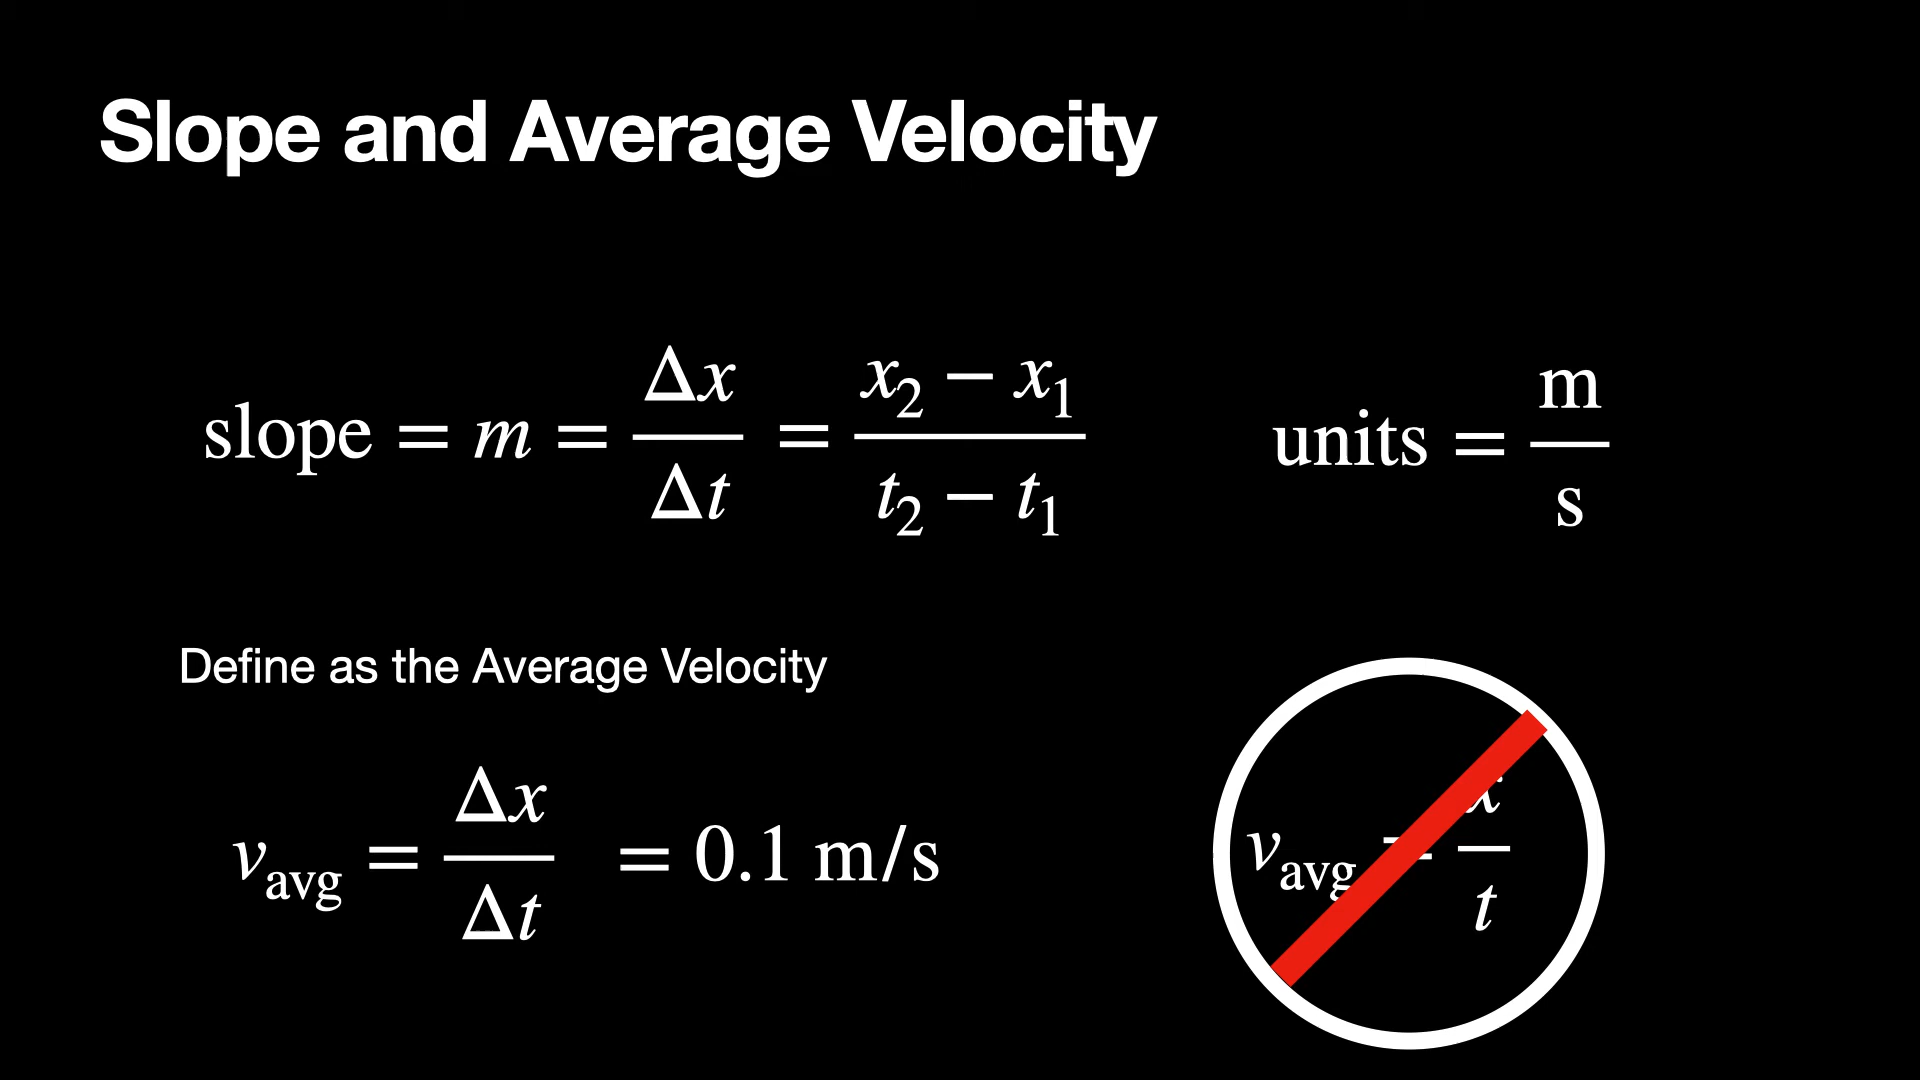 Slope and Average Velocity
slope = m = Δx/Δt = (x₂ − x₁)/(t₂ − t₁)
units = m/s
Define as the Average Velocity
v_avg = Δx/Δt = 0.1 m/s
v_avg = x/t